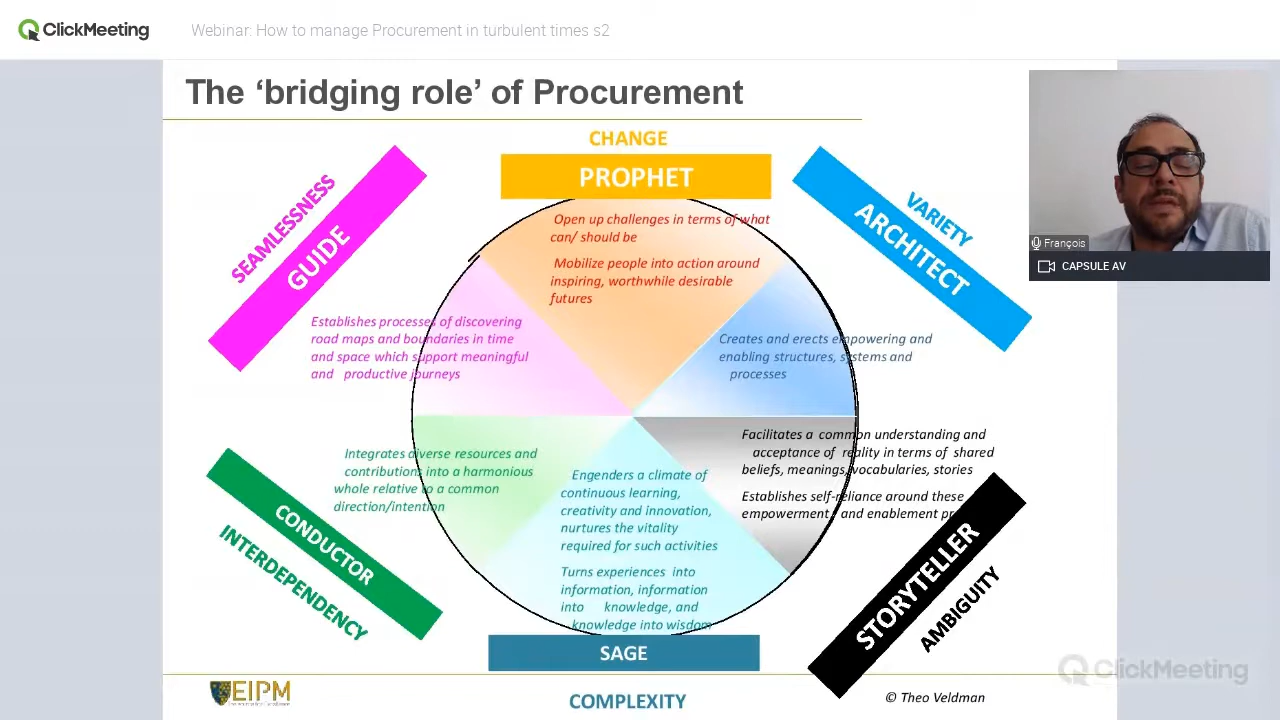 ClickMeeting
Webinar: How to manage Procurement in turbulent times s2
The ‘bridging role’ of Procurement
CHANGE
PROPHET
Open up challenges in terms of what
can/ should be
Mobilize people into action around
inspiring, worthwhile desirable
futures
SEAMLESSNESS
GUIDE
Establishes processes of discovering
road maps and boundaries in time
and space which support meaningful
and productive journeys
VARIETY
ARCHITECT
Creates and erects empowering and
enabling structures, systems and
processes
François
CAPSULE AV
Integrates diverse resources and
contributions into a harmonious
whole relative to a common
direction/intention
CONDUCTOR
INTERDEPENDENCY
Engenders a climate of
continuous learning,
creativity and innovation,
nurtures the vitality
required for such activities
Turns experiences into
information, information
into knowledge, and
knowledge into wisdom
Facilitates a common understanding and
acceptance of reality in terms of shared
beliefs, meanings, vocabularies, stories
Establishes self-reliance around these
empowerment and enablement
STORYTELLER
AMBIGUITY
SAGE
COMPLEXITY
EIPM
© Theo Veldman
ClickMeeting